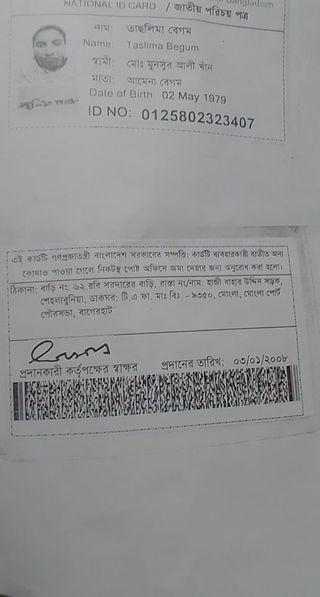 Bangladesh
NATIONAL ID CARD / জাতীয় পরিচয় পত্র
নাম: তাছলিমা বেগম
Name: Taslima Begum
স্বামী: মোঃ মুনসুর আলী খাঁন
মাতা: আমেনা বেগম
Date of Birth 02 May 1979
ID NO: 0125802323407
এই কার্ডটি গণপ্রজাতন্ত্রী বাংলাদেশ সরকারের সম্পত্তি। কার্ডটি ব্যবহারকারী ব্যতীত অন্য
কোথাও পাওয়া গেলে নিকটস্থ পোষ্ট অফিসে জমা দেয়ার জন্য অনুরোধ করা হলো।
ঠিকানা: বাড়ি নং: ৬২ রবি সরদারের বাড়ি, রাস্তা নং/নাম: হাজী বাহার উদ্দিন সড়ক,
শেহলাবুনিয়া, ডাকঘর: টি এ ফা. মাঃ বিঃ - ৯৩৫০, মোংলা, মোংলা পোর্ট
পৌরসভা, বাগেরহাট
প্রদানকারী কর্তৃপক্ষের স্বাক্ষর প্রদানের তারিখ: ০৩/০১/২০০৮